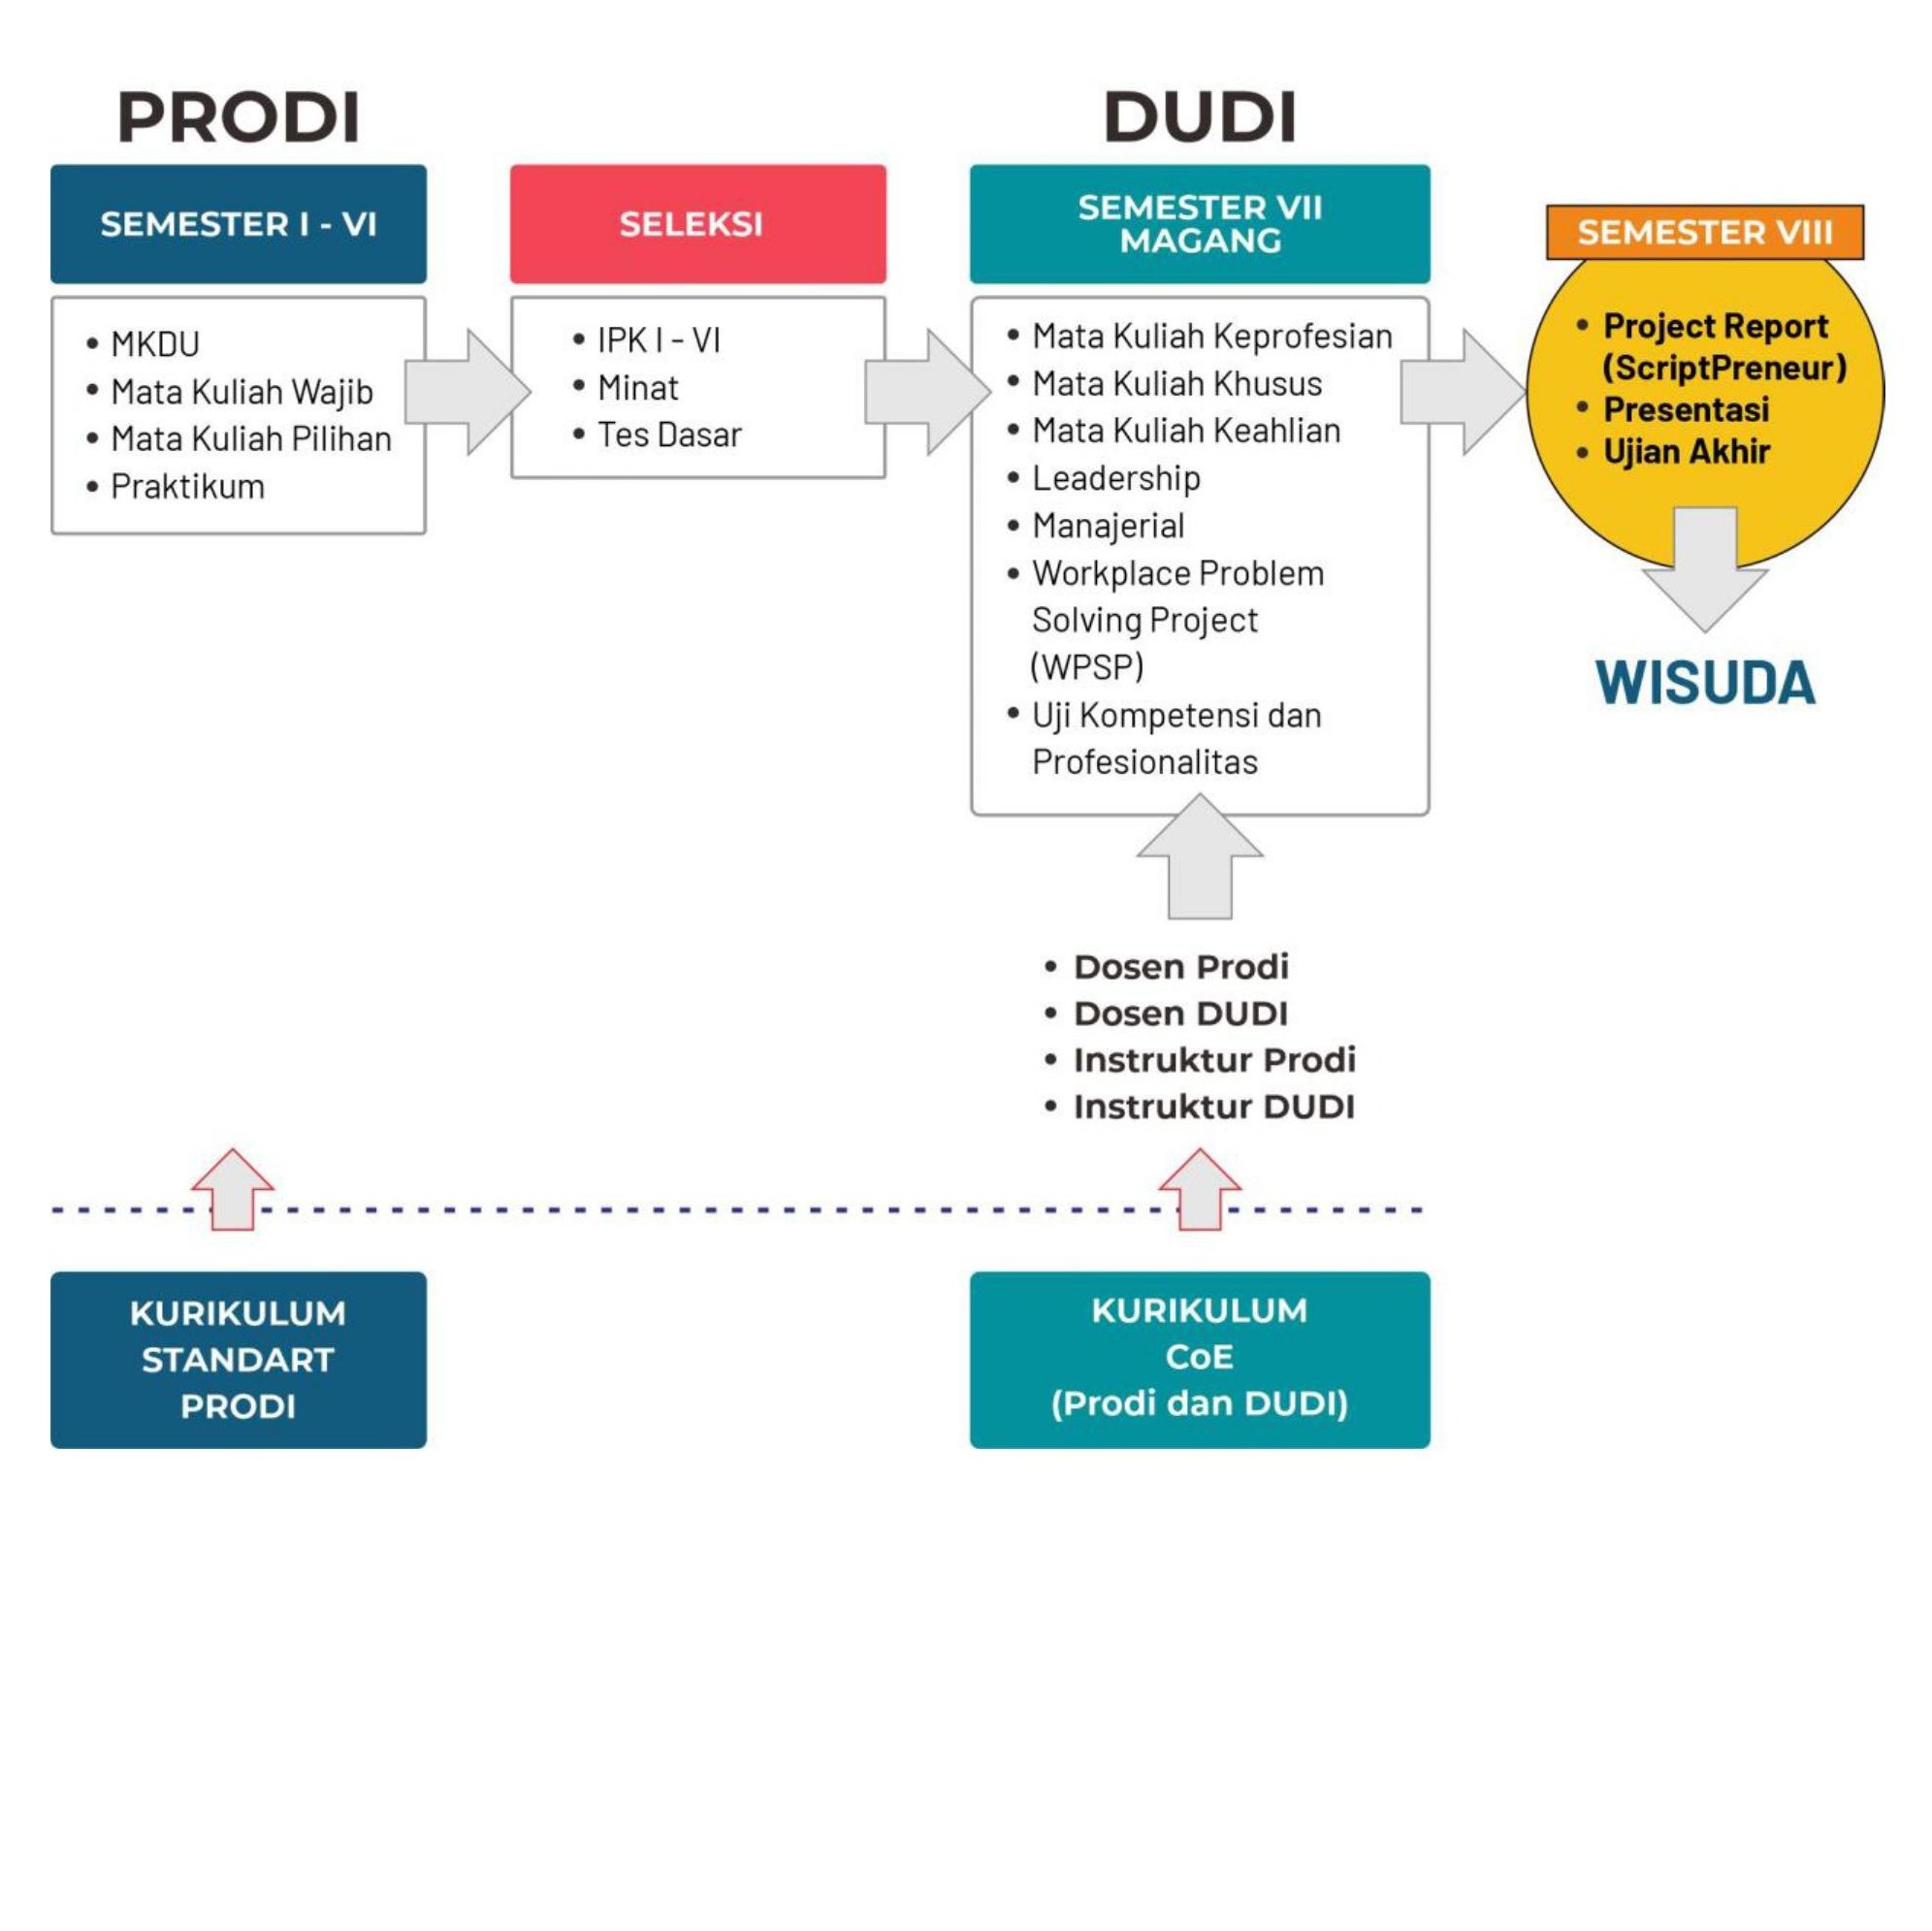 PRODI
SEMESTER I - VI
• MKDU
• Mata Kuliah Wajib
• Mata Kuliah Pilihan
• Praktikum
SELEKSI
• IPK I - VI
• Minat
• Tes Dasar
DUDI
SEMESTER VII
MAGANG
• Mata Kuliah Keprofesian
• Mata Kuliah Khusus
• Mata Kuliah Keahlian
• Leadership
• Manajerial
• Workplace Problem
Solving Project
(WPSP)
• Uji Kompetensi dan
Profesionalitas
SEMESTER VIII
• Project Report
(ScriptPreneur)
• Presentasi
• Ujian Akhir
WISUDA
• Dosen Prodi
• Dosen DUDI
• Instruktur Prodi
• Instruktur DUDI
KURIKULUM
STANDART
PRODI
KURIKULUM
CoE
(Prodi dan DUDI)